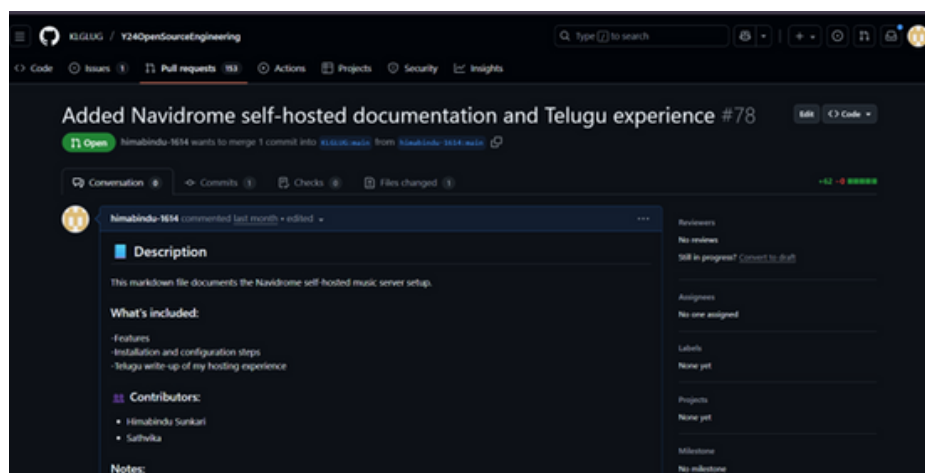 KLGLUG / Y24OpenSourceEngineering
Type / to search
Code Issues 1 Pull requests 153 Actions Projects Security Insights
Added Navidrome self-hosted documentation and Telugu experience #78
Edit Code
Open himabindu-1614 wants to merge 1 commit into KLGLUG:main from himabindu-1614:main
Conversation 0 Commits 1 Checks 0 Files changed 1
+62 -0
himabindu-1614 commented last month • edited
Description
This markdown file documents the Navidrome self-hosted music server setup.
What's included:
-Features
-Installation and configuration steps
-Telugu write-up of my hosting experience
Contributors:
• Himabindu Sunkari
• Sathvika
Notes:
Reviewers
No reviews
Still in progress? Convert to draft
Assignees
No one assigned
Labels
None yet
Projects
None yet
Milestone
No milestone